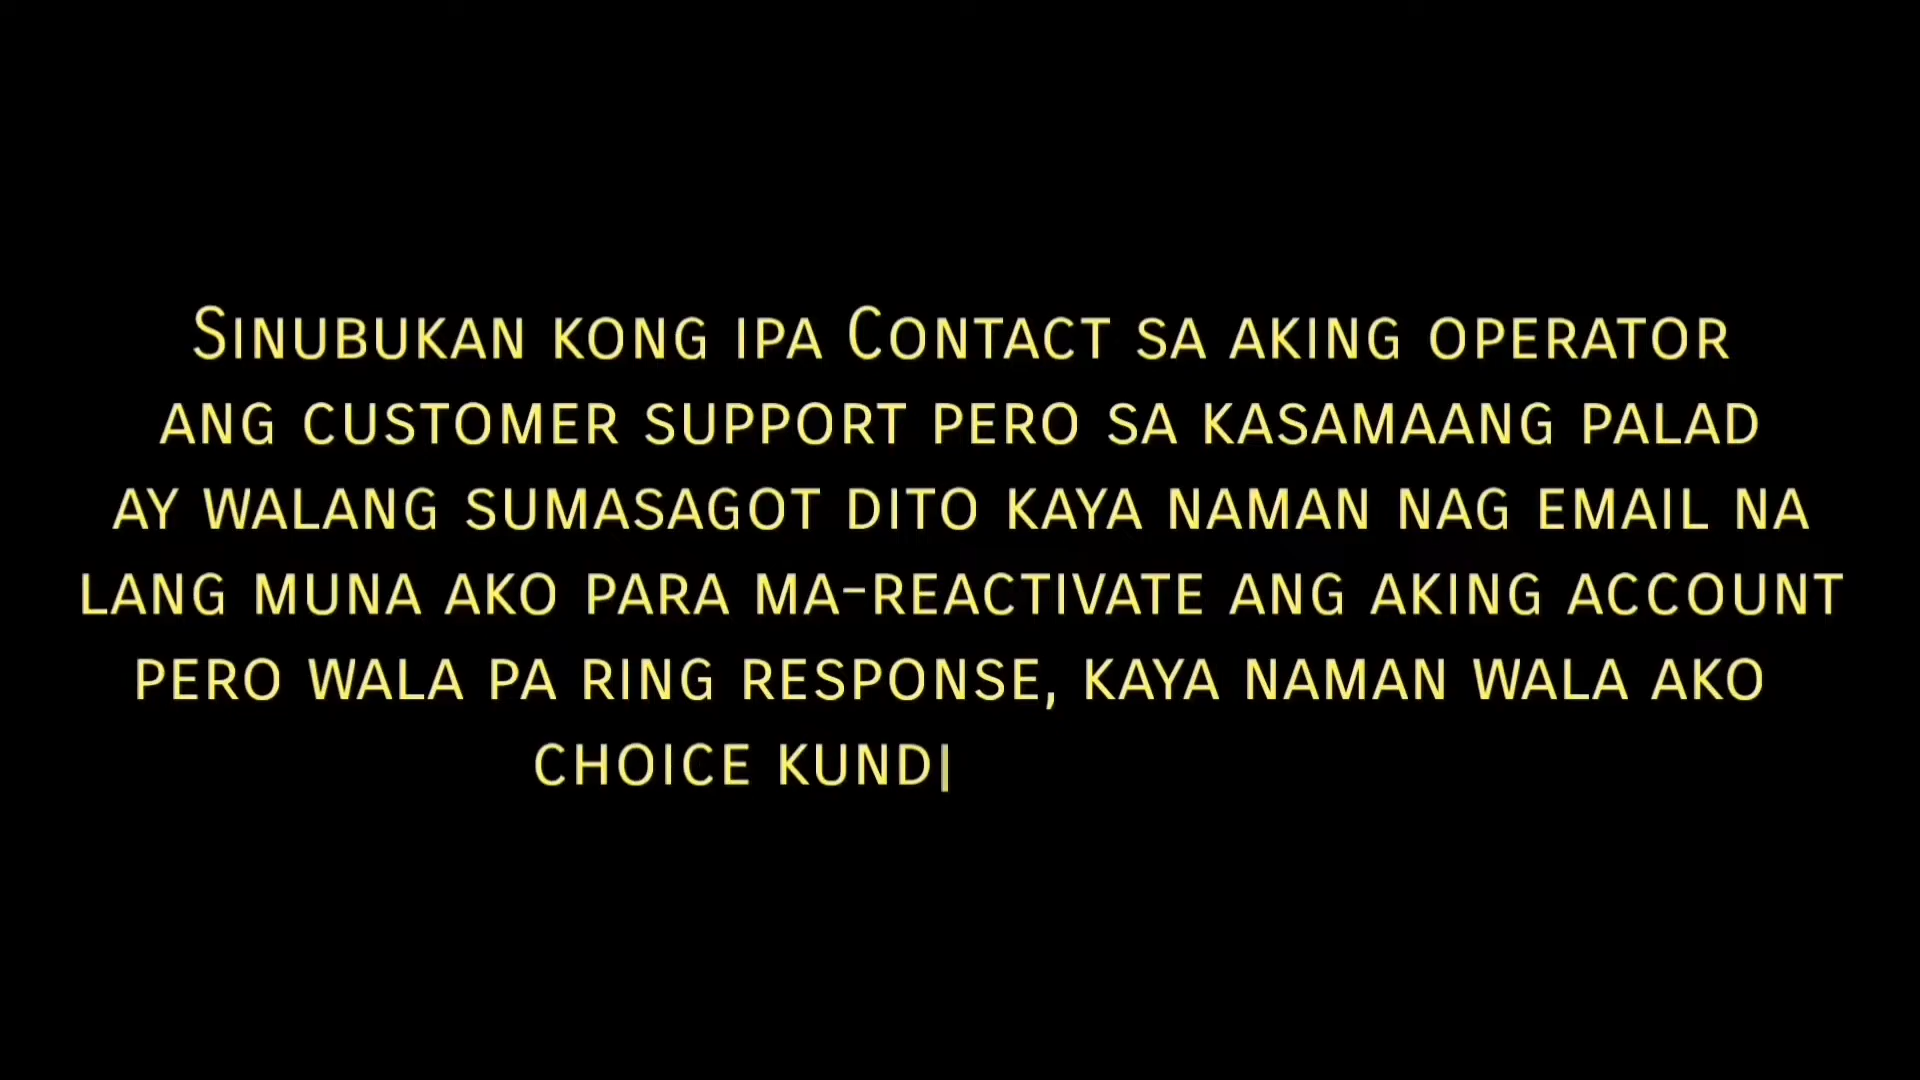 Sinubukan kong ipa Contact sa aking operator
ang customer support pero sa kasamaang palad
ay walang sumasagot dito kaya naman nag email na
lang muna ako para ma-reactivate ang aking account
pero wala pa ring response, kaya naman wala ako
choice kund